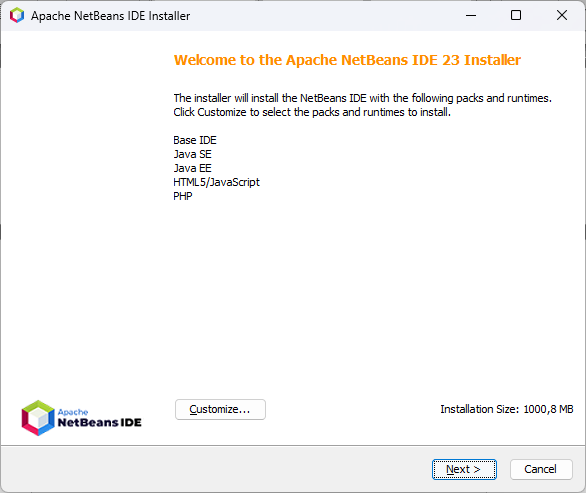 Apache NetBeans IDE Installer
Welcome to the Apache NetBeans IDE 23 Installer
The installer will install the NetBeans IDE with the following packs and runtimes.
Click Customize to select the packs and runtimes to install.
Base IDE
Java SE
Java EE
HTML5/JavaScript
PHP
Apache
NetBeans IDE
Customize...
Installation Size: 1000,8 MB
Next >
Cancel